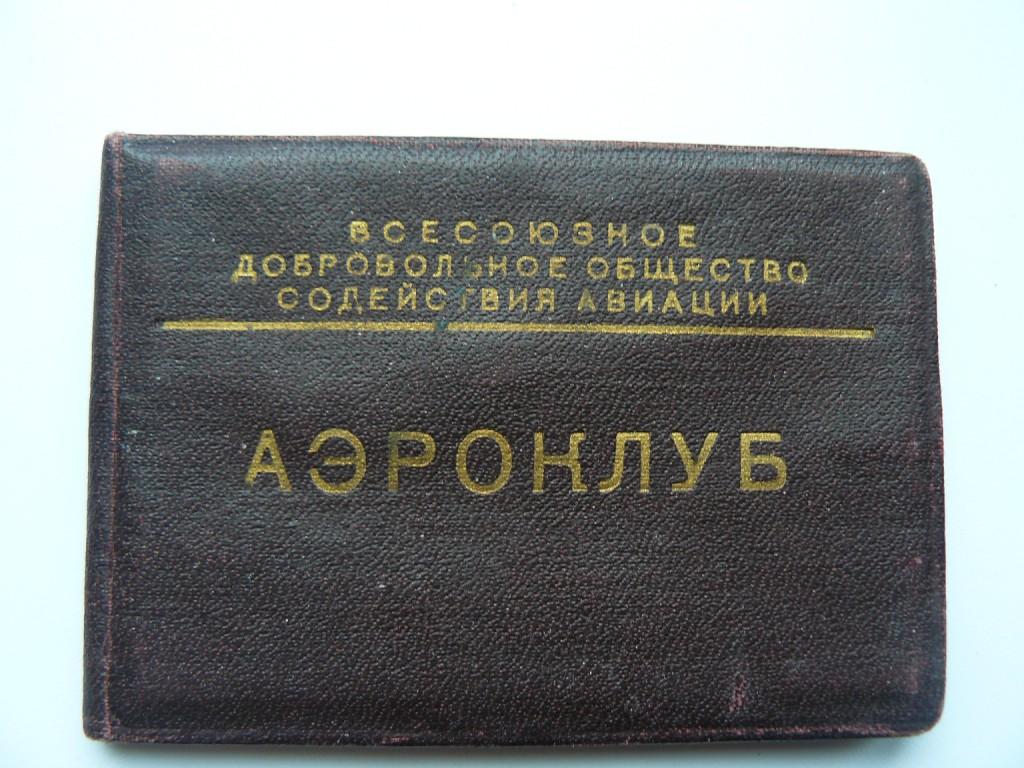 ВСЕСОЮЗНОЕ
ДОБРОВОЛЬНОЕ ОБЩЕСТВО
СОДЕЙСТВИЯ АВИАЦИИ
АЭРОКЛУБ